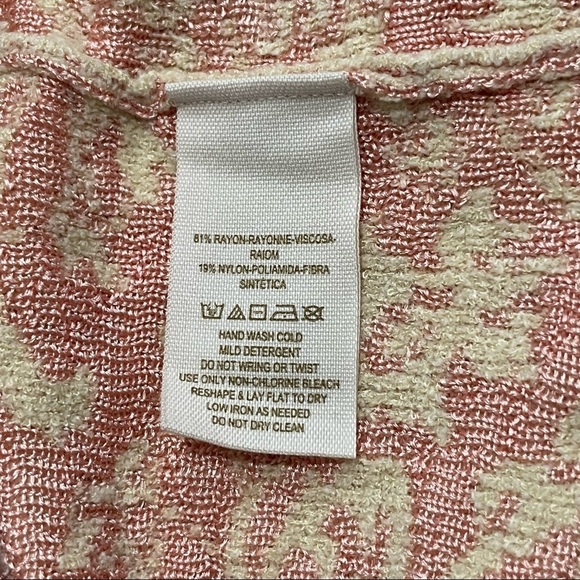 81% RAYON-RAYONNE-VISCOSA-
RAIOM
19% NYLON-POLIAMIDA-FIBRA
SINTÉTICA
HAND WASH COLD
MILD DETERGENT
DO NOT WRING OR TWIST
USE ONLY NON-CHLORINE BLEACH
RESHAPE & LAY FLAT TO DRY
LOW IRON AS NEEDED
DO NOT DRY CLEAN